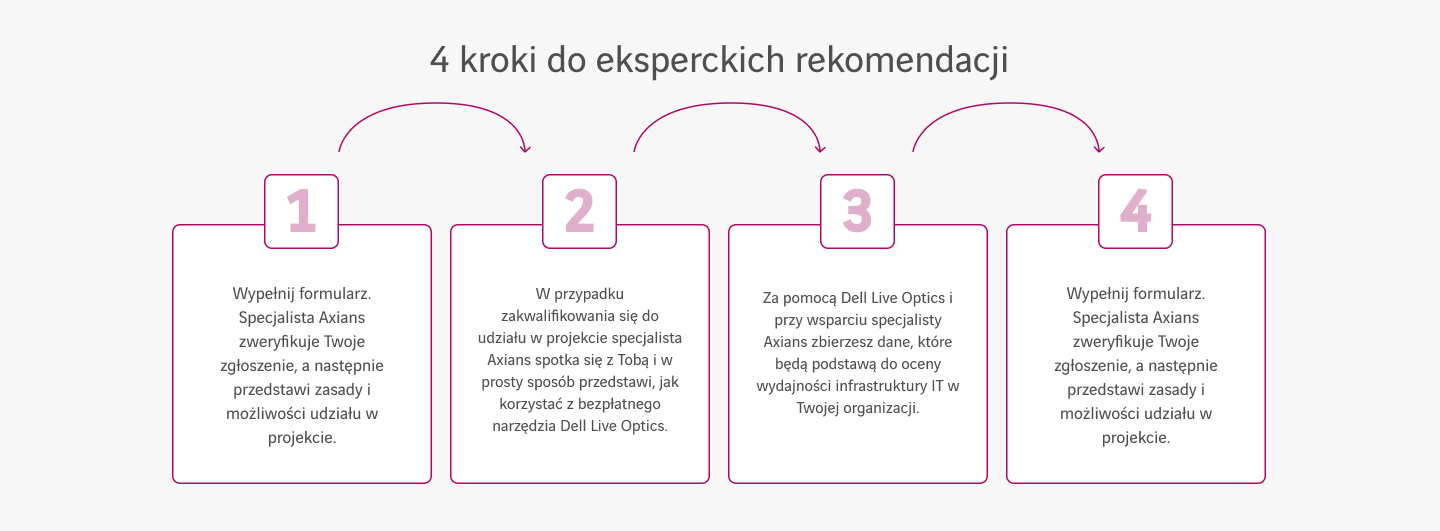 4 kroki do eksperckich rekomendacji
1
Wypełnij formularz.
Specjalista Axians
zweryfikuje Twoje
zgłoszenie, a następnie
przedstawi zasady i
możliwości udziału w
projekcie.
2
W przypadku
zakwalifikowania się do
udziału w projekcie specjalista
Axians spotka się z Tobą i w
prosty sposób przedstawi, jak
korzystać z bezpłatnego
narzędzia Dell Live Optics.
3
Za pomocą Dell Live Optics i
przy wsparciu specjalisty
Axians zbierzesz dane, które
będą podstawą do oceny
wydajności infrastruktury IT w
Twojej organizacji.
4
Wypełnij formularz.
Specjalista Axians
zweryfikuje Twoje
zgłoszenie, a następnie
przedstawi zasady i
możliwości udziału w
projekcie.